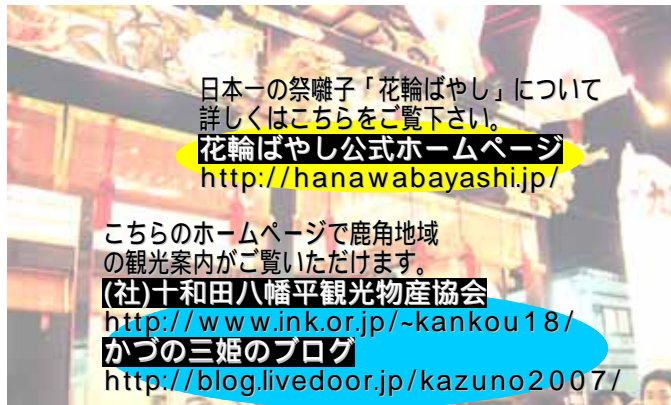 日本一の祭囃子「花輪ばやし」について
詳しくはこちらをご覧下さい。
花輪ばやし公式ホームページ
http://hanawabayashi.jp/
こちらのホームページで鹿角地域
の観光案内がご覧いただけます。
(社)十和田八幡平観光物産協会
http://www.ink.or.jp/~kankou18/
かづの三姫のブログ
http://blog.livedoor.jp/kazuno2007/